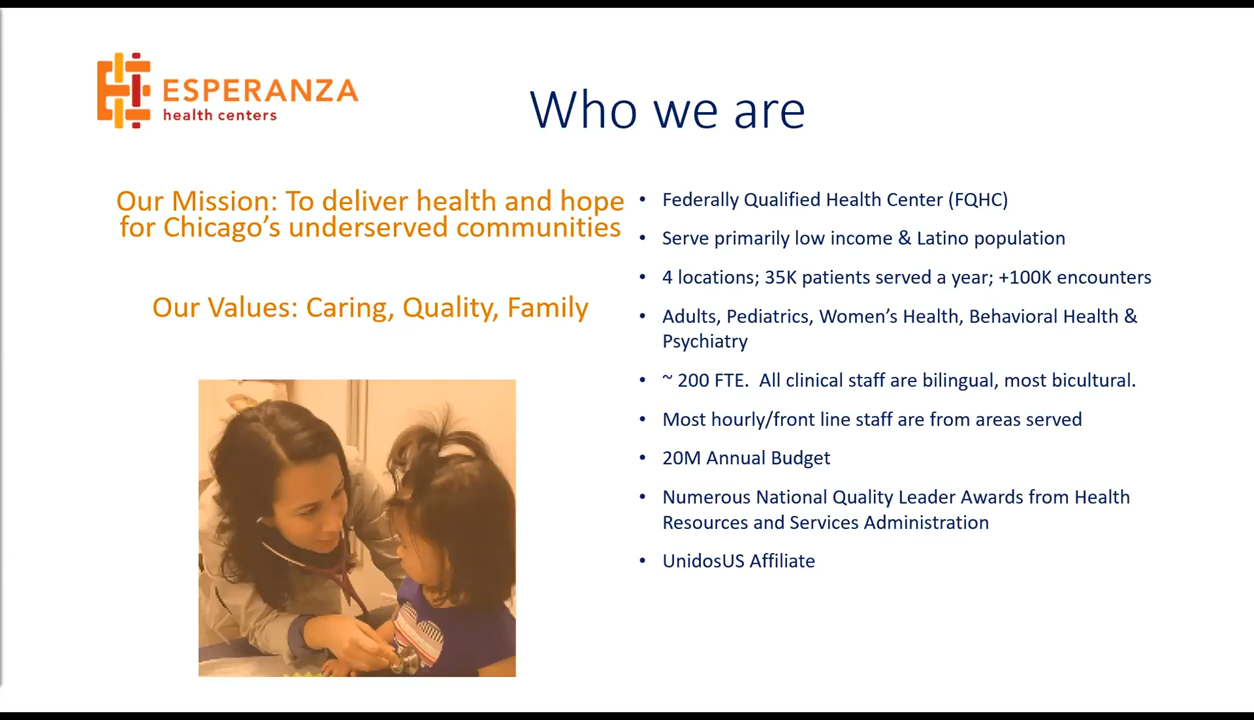 ESPERANZA
health centers
Who we are
Our Mission: To deliver health and hope
for Chicago's underserved communities
Our Values: Caring, Quality, Family
• Federally Qualified Health Center (FQHC)
• Serve primarily low income & Latino population
• 4 locations; 35K patients served a year; +100K encounters
• Adults, Pediatrics, Women's Health, Behavioral Health &
Psychiatry
• ~ 200 FTE.  All clinical staff are bilingual, most bicultural.
• Most hourly/front line staff are from areas served
• 20M Annual Budget
• Numerous National Quality Leader Awards from Health
Resources and Services Administration
• UnidosUS Affiliate